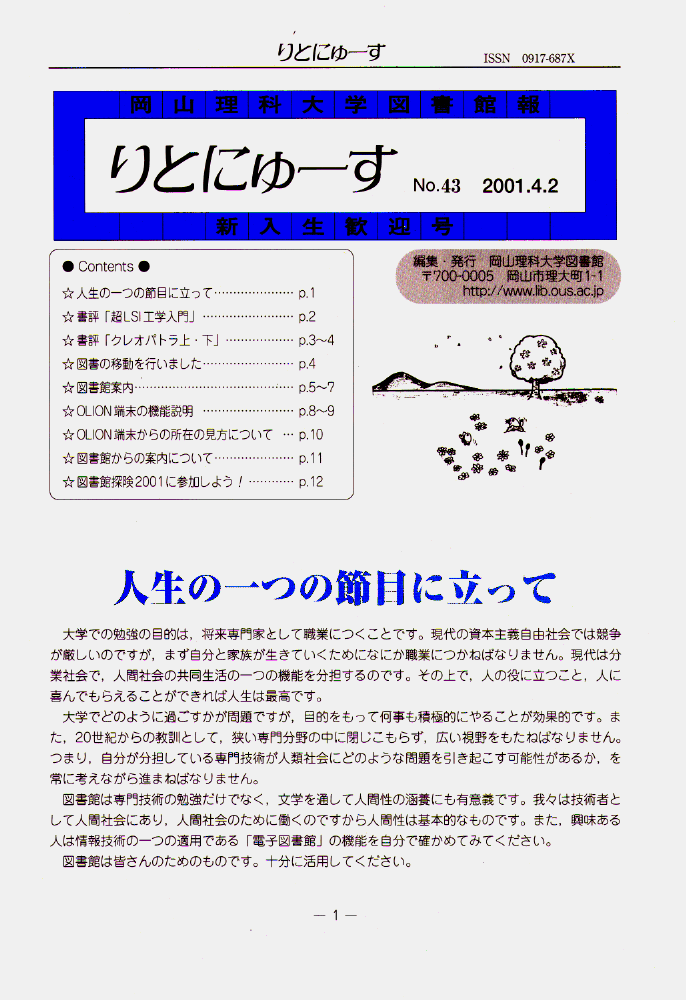 りとにゅーす
ISSN 0917-687X
岡山理科大学図書館報
りとにゅーす No.43 2001.4.2
新入生歓迎号
● Contents ●
☆人生の一つの節目に立って………………… p.1
☆書評「超LSI工学入門」 …………………… p.2
☆書評「クレオパトラ上・下」 ……………… p.3〜4
☆図書の移動を行いました…………………… p.4
☆図書館案内…………………………………… p.5〜7
☆OLION端末の機能説明 …………………… p.8〜9
☆OLION端末からの所在の見方について … p.10
☆図書館からの案内について………………… p.11
☆図書館探険2001に参加しよう！ ………… p.12
編集・発行 岡山理科大学図書館
〒700-0005 岡山市理大町1-1
http://www.lib.ous.ac.jp
人生の一つの節目に立って
大学での勉強の目的は，将来専門家として職業につくことです。現代の資本主義自由社会では競争
が厳しいのですが，まず自分と家族が生きていくためになにか職業につかねばなりません。現代は分
業社会で，人間社会の共同生活の一つの機能を分担するのです。その上で，人の役に立つこと，人に
喜んでもらえることができれば人生は最高です。
大学でどのように過ごすかが問題ですが，目的をもって何事も積極的にやることが効果的です。ま
た，20世紀からの教訓として，狭い専門分野の中に閉じこもらず，広い視野をもたねばなりません。
つまり，自分が分担している専門技術が人類社会にどのような問題を引き起こす可能性があるか，を
常に考えながら進まねばなりません。
図書館は専門技術の勉強だけでなく，文学を通して人間性の涵養にも有意義です。我々は技術者と
して人間社会にあり，人間社会のために働くのですから人間性は基本的なものです。また，興味ある
人は情報技術の一つの適用である「電子図書館」の機能を自分で確かめてみてください。
図書館は皆さんのためのものです。十分に活用してください。
— 1 —